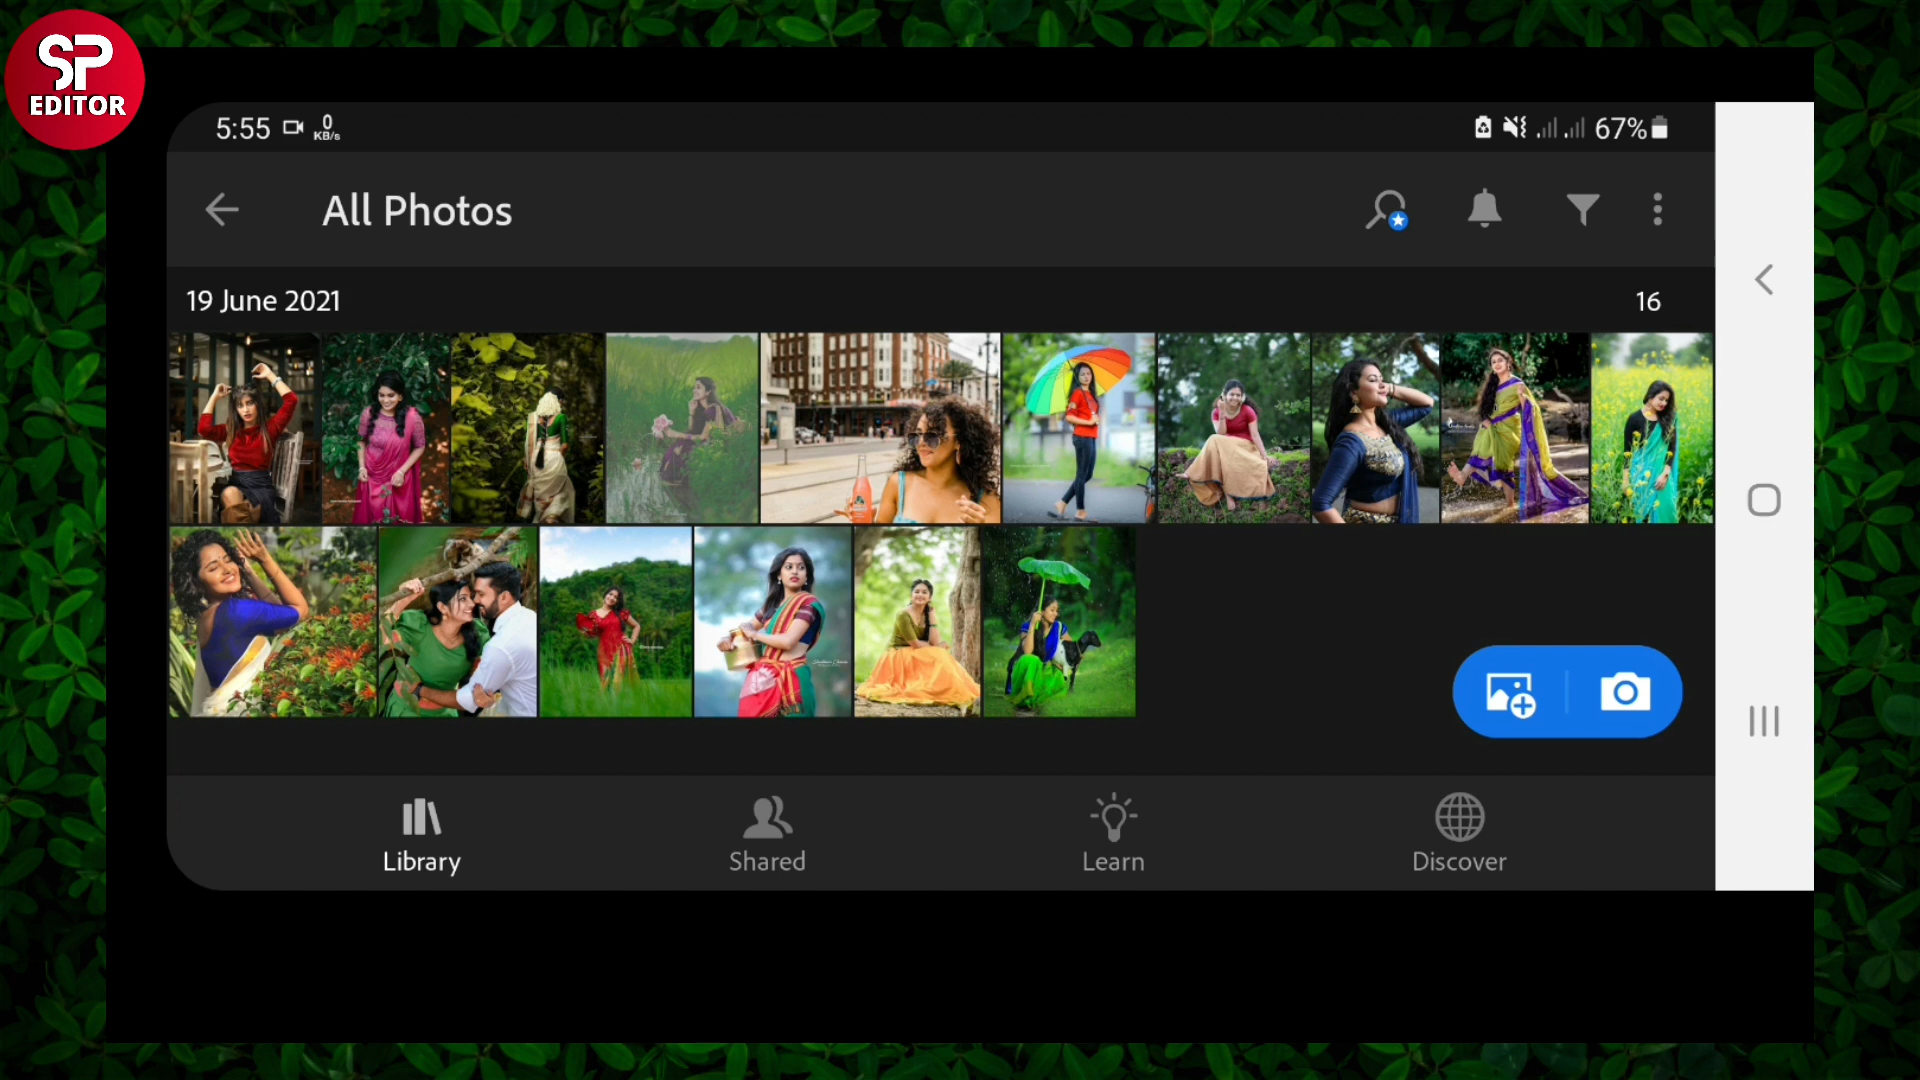 SP
EDITOR
5:55
0
KB/s
67%
All Photos
19 June 2021
16
Library
Shared
Learn
Discover